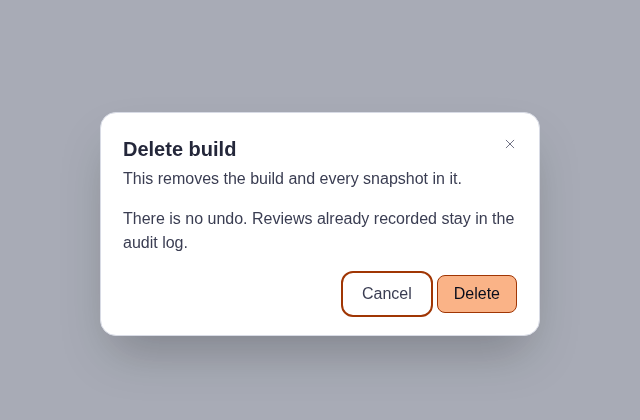 Delete build
This removes the build and every snapshot in it.
There is no undo. Reviews already recorded stay in the
audit log.
Cancel
Delete